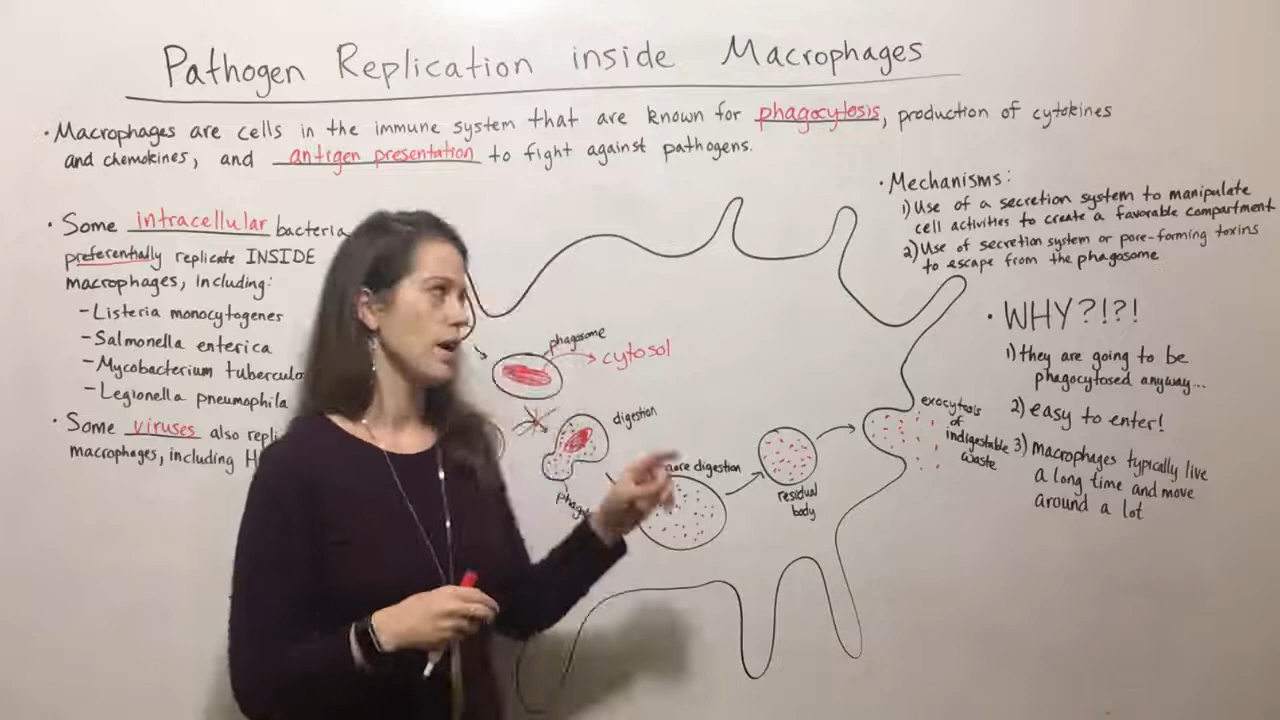 Pathogen Replication inside Macrophages
· Macrophages are cells in the immune system that are known for phagocytosis, production of cytokines
and chemokines, and antigen presentation to fight against pathogens.
· Some intracellular bacteria
preferentially replicate INSIDE
macrophages, including:
- Listeria monocytogenes
- Salmonella enterica
- Mycobacterium
- Legionella pneumophila
· Some viruses also
macrophages, including
phagosome
cytosol
digestion
more digestion
residual
body
exocytosis
of
indigestable
waste
· Mechanisms:
1) Use of a secretion system to manipulate
cell activities to create a favorable compartment
2) Use of secretion system or pore-forming toxins
to escape from the phagosome
· WHY?!?!
1) they are going to be
phagocytosed anyway...
2) easy to enter!
3) Macrophages typically live
a long time and move
around a lot